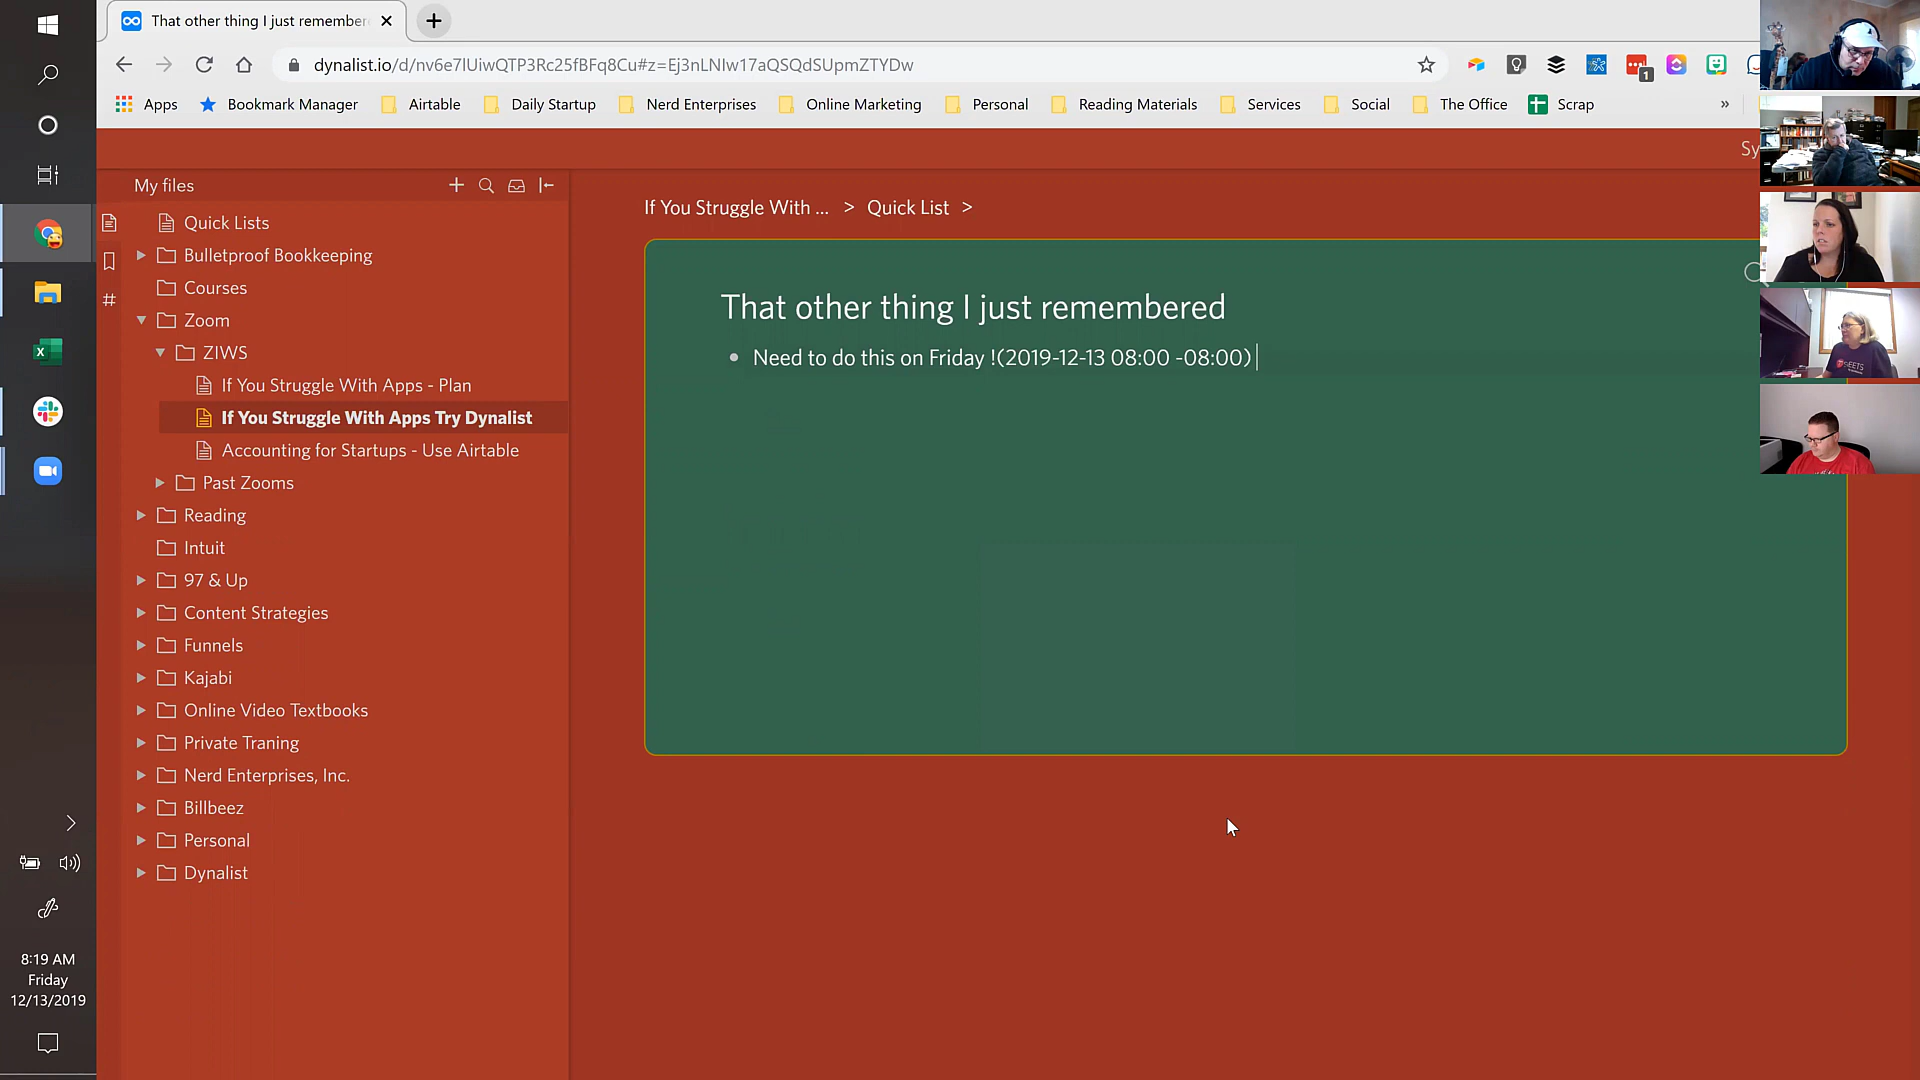 That other thing I just remember
dynalist.io/d/nv6e7lUiwQTP3Rc25fBFq8Cu#z=Ej3nLNIw17aQSQdSUpmZTYDw
1
Apps
Bookmark Manager
Airtable
Daily Startup
Nerd Enterprises
Online Marketing
Personal
Reading Materials
Services
Social
The Office
Scrap
»
Sy
My files
Quick Lists
Bulletproof Bookkeeping
Courses
Zoom
ZIWS
If You Struggle With Apps - Plan
If You Struggle With Apps Try Dynalist
Accounting for Startups - Use Airtable
Past Zooms
Reading
Intuit
97 & Up
Content Strategies
Funnels
Kajabi
Online Video Textbooks
Private Traning
Nerd Enterprises, Inc.
Billbeez
Personal
Dynalist
If You Struggle With ... > Quick List >
That other thing I just remembered
Need to do this on Friday !(2019-12-13 08:00 -08:00)
8:19 AM
Friday
12/13/2019